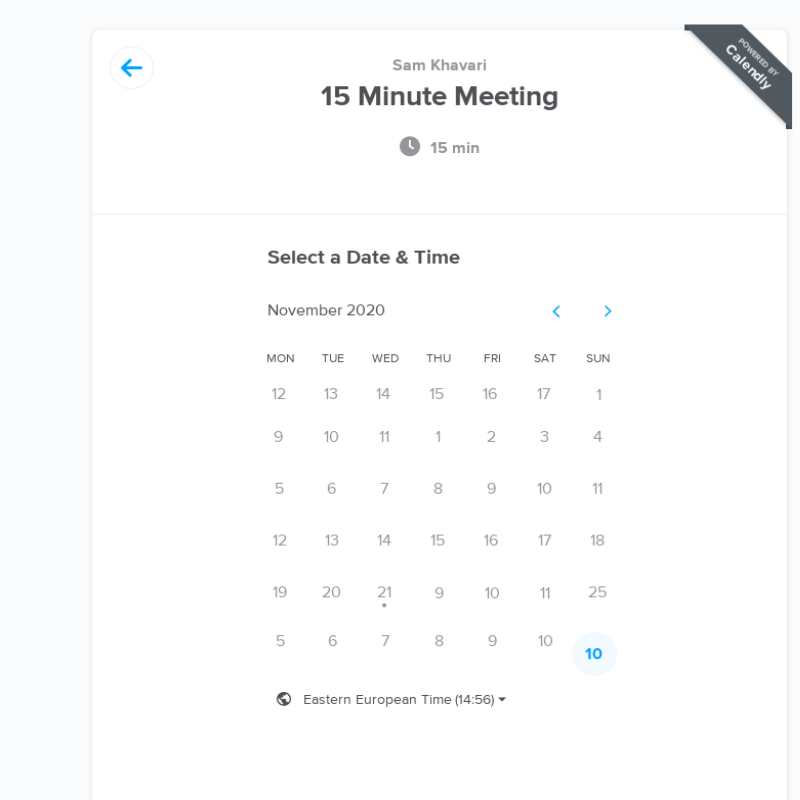 POWERED BY
Calendly
Sam Khavari
15 Minute Meeting
15 min
Select a Date & Time
November 2020
MON TUE WED THU FRI SAT SUN
12 13 14 15 16 17 1
9 10 11 1 2 3 4
5 6 7 8 9 10 11
12 13 14 15 16 17 18
19 20 21 9 10 11 25
5 6 7 8 9 10 10
Eastern European Time (14:56)